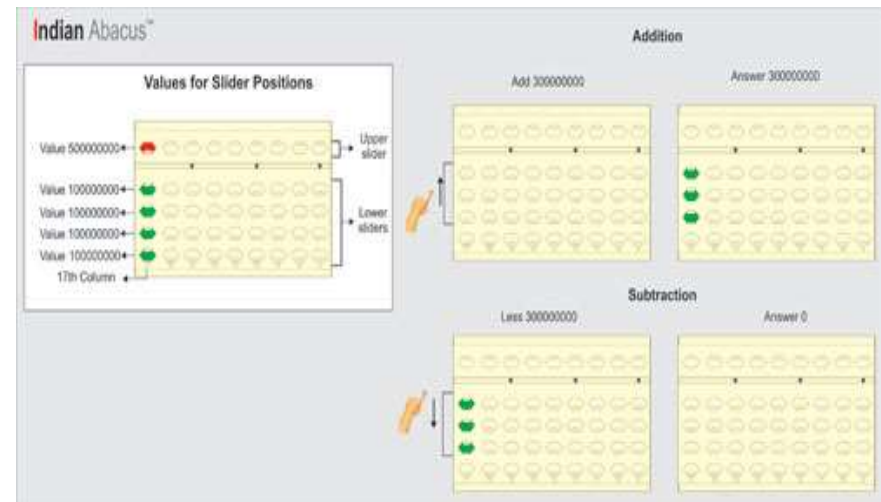 Indian Abacus™
Values for Slider Positions
Value 500000000
Upper slider
Value 100000000
Value 100000000
Value 100000000
Value 100000000
Lower sliders
17th Column
Addition
Add 300000000
Answer 300000000
Subtraction
Less 300000000
Answer 0